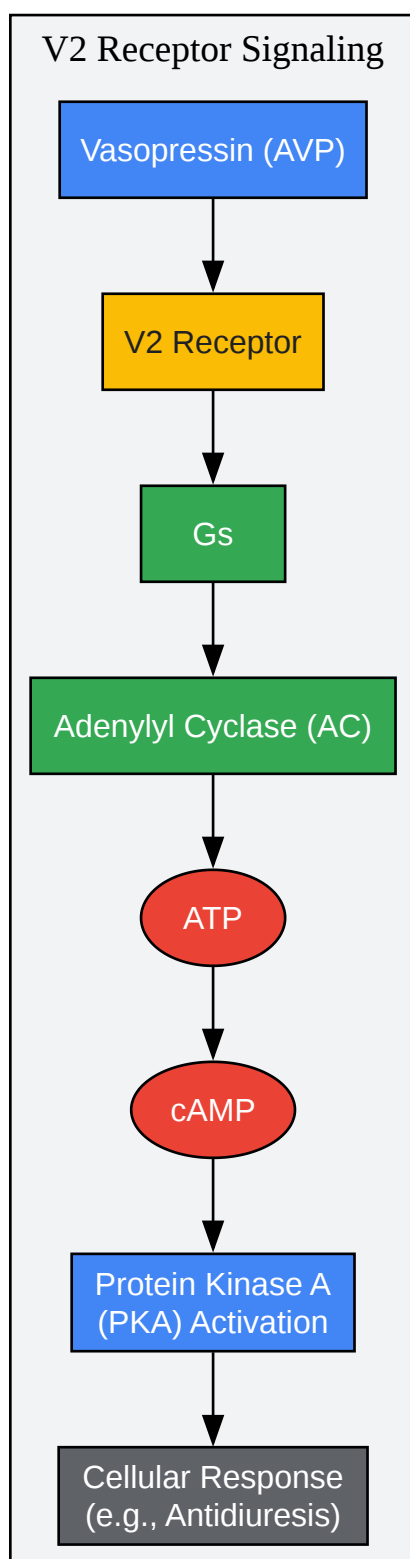 V2 Receptor Signaling
Vasopressin (AVP)
V2 Receptor
Gs
Adenylyl Cyclase (AC)
ATP
cAMP
Protein Kinase A
(PKA) Activation
Cellular Response
(e.g., Antidiuresis)